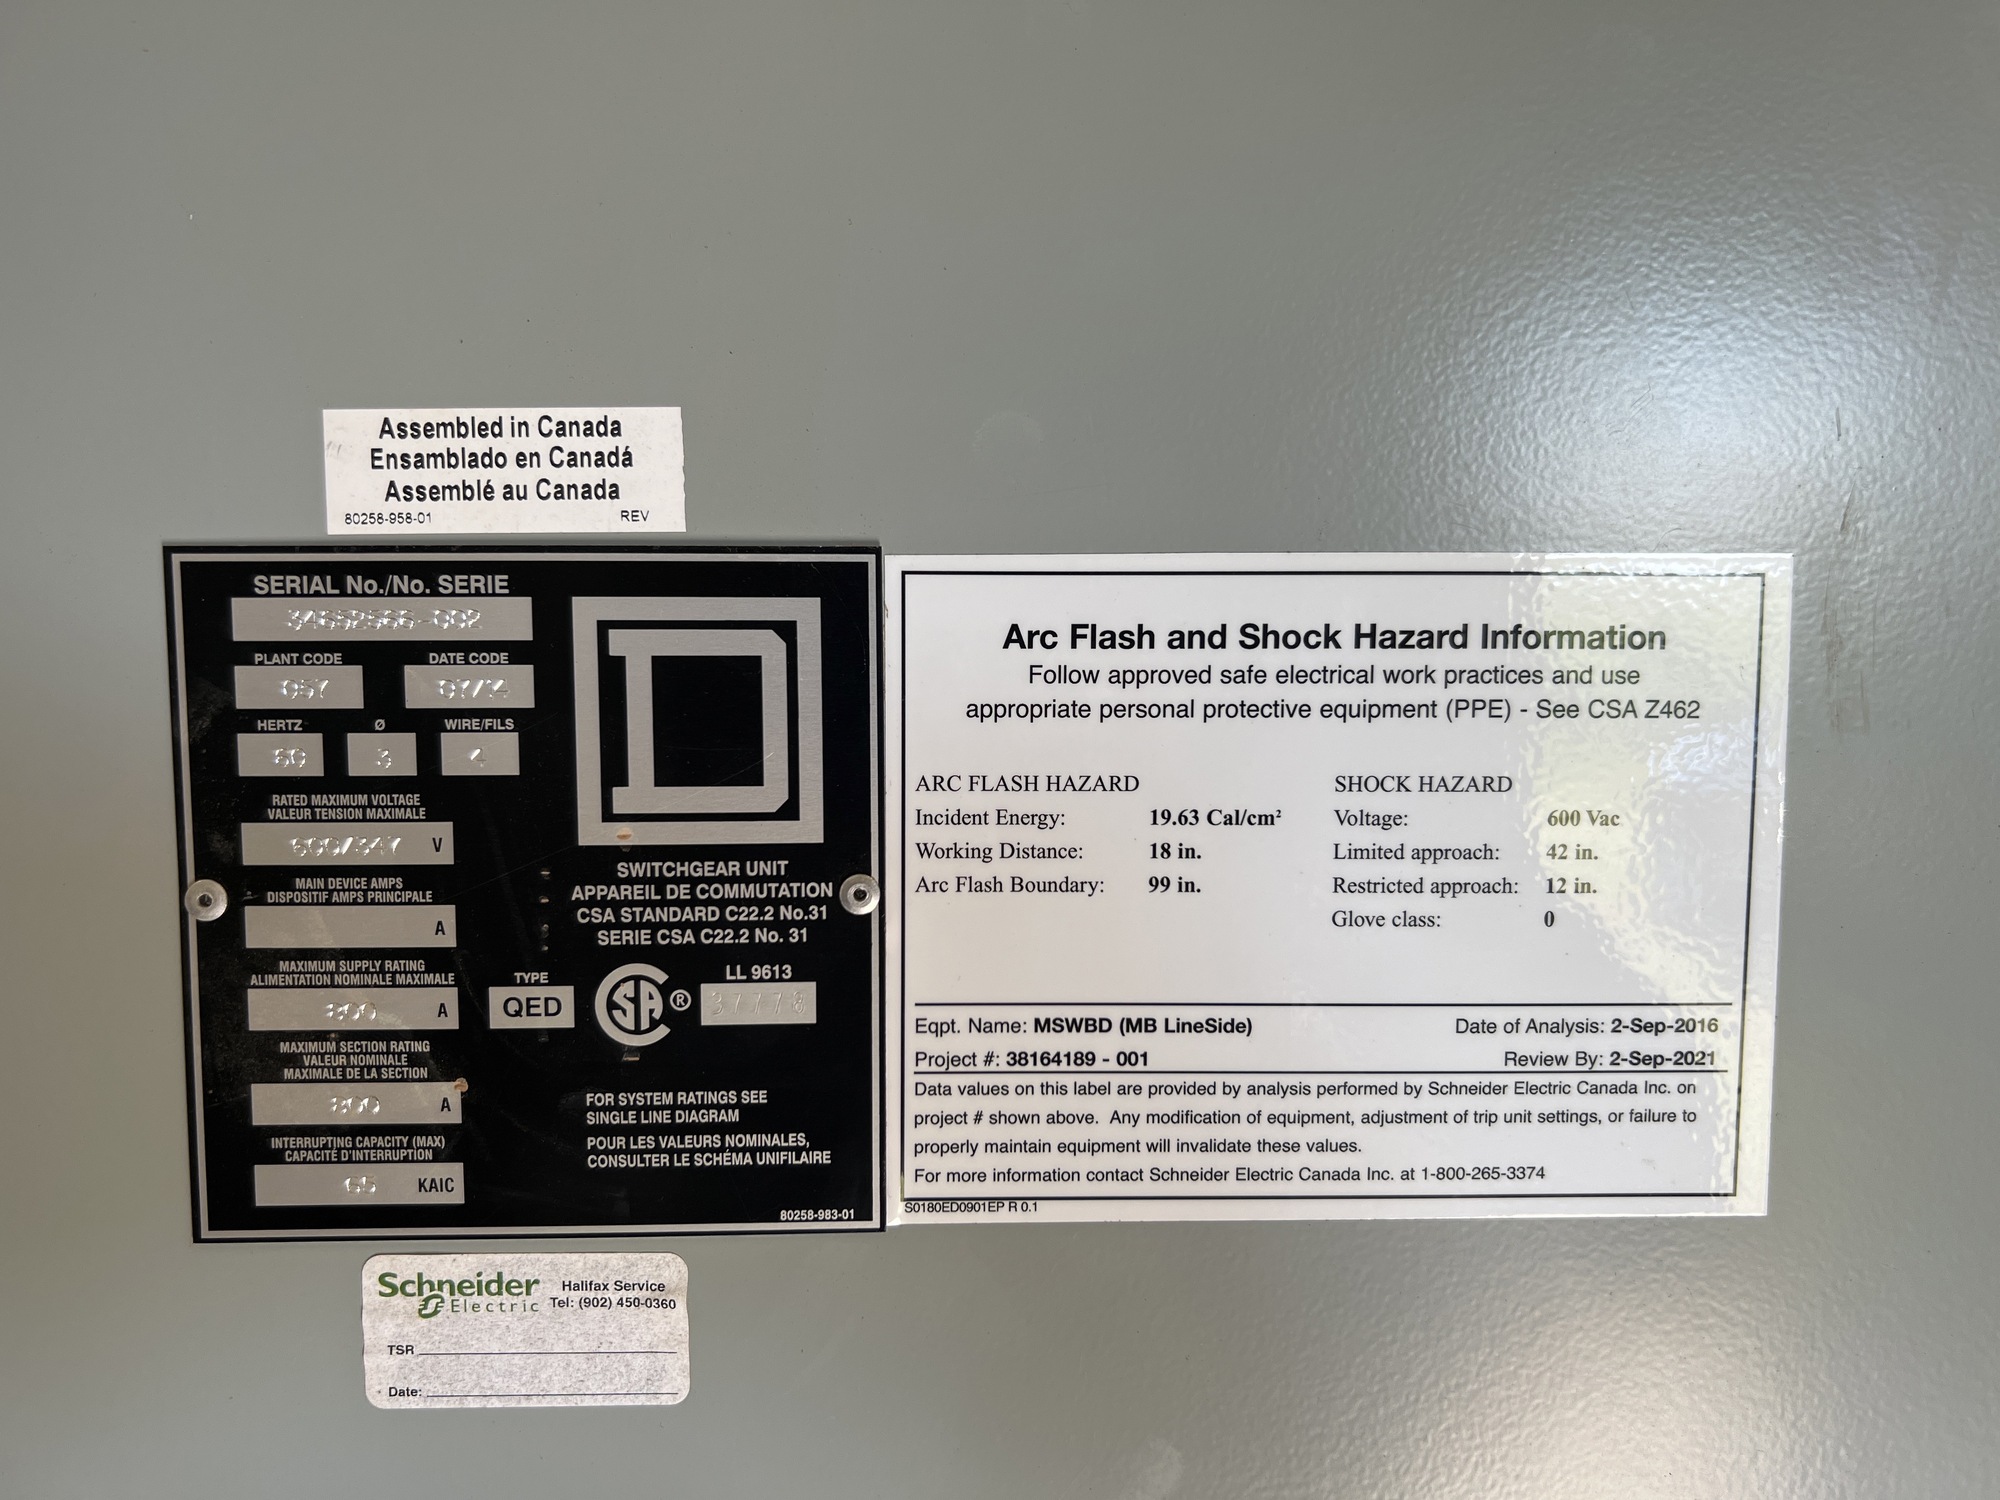 Assembled in Canada
Ensamblado en Canadá
Assemblé au Canada
80258-958-01 REV
SERIAL No./No. SERIE
34652566-002
PLANT CODE DATE CODE
057 07/14
HERTZ Ø WIRE/FILS
60 3 4
RATED MAXIMUM VOLTAGE
VALEUR TENSION MAXIMALE
600/347 V
MAIN DEVICE AMPS
DISPOSITIF AMPS PRINCIPALE
A
MAXIMUM SUPPLY RATING
ALIMENTATION NOMINALE MAXIMALE
800 A
MAXIMUM SECTION RATING
VALEUR NOMINALE
MAXIMALE DE LA SECTION
800 A
INTERRUPTING CAPACITY (MAX)
CAPACITÉ D'INTERRUPTION
65 KAIC
D
SWITCHGEAR UNIT
APPAREIL DE COMMUTATION
CSA STANDARD C22.2 No.31
SERIE CSA C22.2 No. 31
TYPE
QED
SA ®
LL 9613
37778
FOR SYSTEM RATINGS SEE
SINGLE LINE DIAGRAM
POUR LES VALEURS NOMINALES,
CONSULTER LE SCHÉMA UNIFILAIRE
80258-983-01
Arc Flash and Shock Hazard Information
Follow approved safe electrical work practices and use
appropriate personal protective equipment (PPE) - See CSA Z462
ARC FLASH HAZARD
Incident Energy: 19.63 Cal/cm²
Working Distance: 18 in.
Arc Flash Boundary: 99 in.
SHOCK HAZARD
Voltage: 600 Vac
Limited approach: 42 in.
Restricted approach: 12 in.
Glove class: 0
Eqpt. Name: MSWBD (MB LineSide) Date of Analysis: 2-Sep-2016
Project #: 38164189 - 001 Review By: 2-Sep-2021
Data values on this label are provided by analysis performed by Schneider Electric Canada Inc. on
project # shown above. Any modification of equipment, adjustment of trip unit settings, or failure to
properly maintain equipment will invalidate these values.
For more information contact Schneider Electric Canada Inc. at 1-800-265-3374
S0180ED0901EP R 0.1
Schneider Electric
Halifax Service
Tel: (902) 450-0360
TSR
Date: